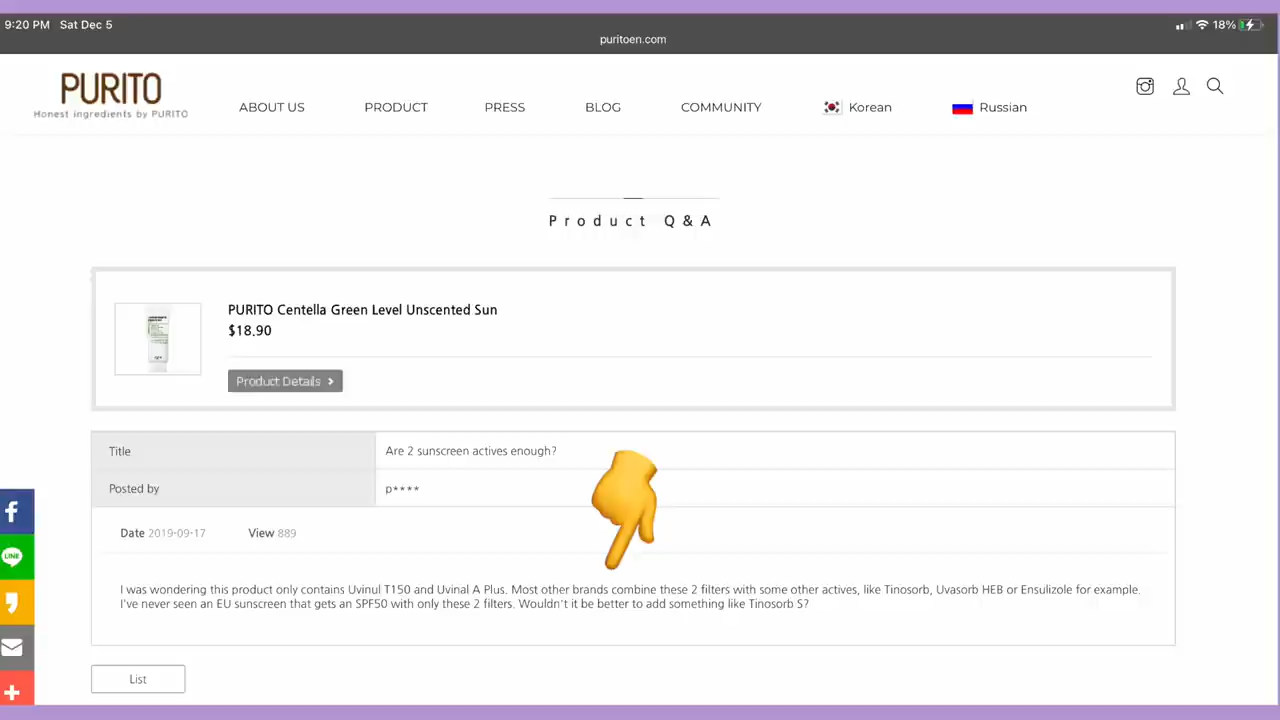 9:20 PM Sat Dec 5
18%
puritoen.com
PURITO
Honest ingredients by PURITO
ABOUT US
PRODUCT
PRESS
BLOG
COMMUNITY
Korean
Russian
Product Q&A
PURITO Centella Green Level Unscented Sun
$18.90
Product Details
Title
Are 2 sunscreen actives enough?
Posted by
p****
Date 2019-09-17 View 889
I was wondering this product only contains Uvinul T150 and Uvinal A Plus. Most other brands combine these 2 filters with some other actives, like Tinosorb, Uvasorb HEB or Ensulizole for example.
I've never seen an EU sunscreen that gets an SPF50 with only these 2 filters. Wouldn't it be better to add something like Tinosorb S?
LINE
List